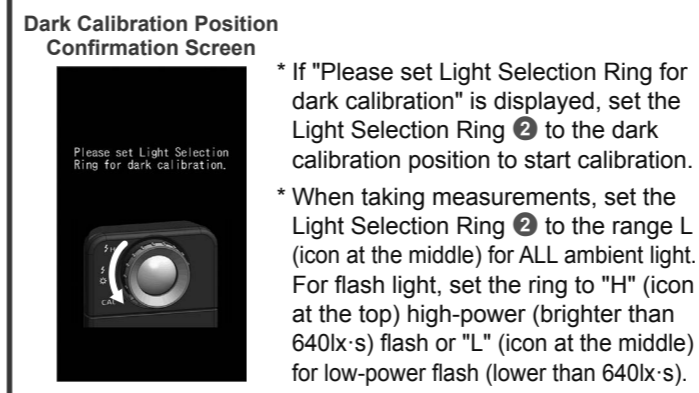 Dark Calibration Position
Confirmation Screen
Please set Light Selection
Ring for dark calibration.
H
CAL
* If "Please set Light Selection Ring for
dark calibration" is displayed, set the
Light Selection Ring ❷ to the dark
calibration position to start calibration.
* When taking measurements, set the
Light Selection Ring ❷ to the range L
(icon at the middle) for ALL ambient light.
For flash light, set the ring to "H" (icon
at the top) high-power (brighter than
640lx·s) flash or "L" (icon at the middle)
for low-power flash (lower than 640lx·s).